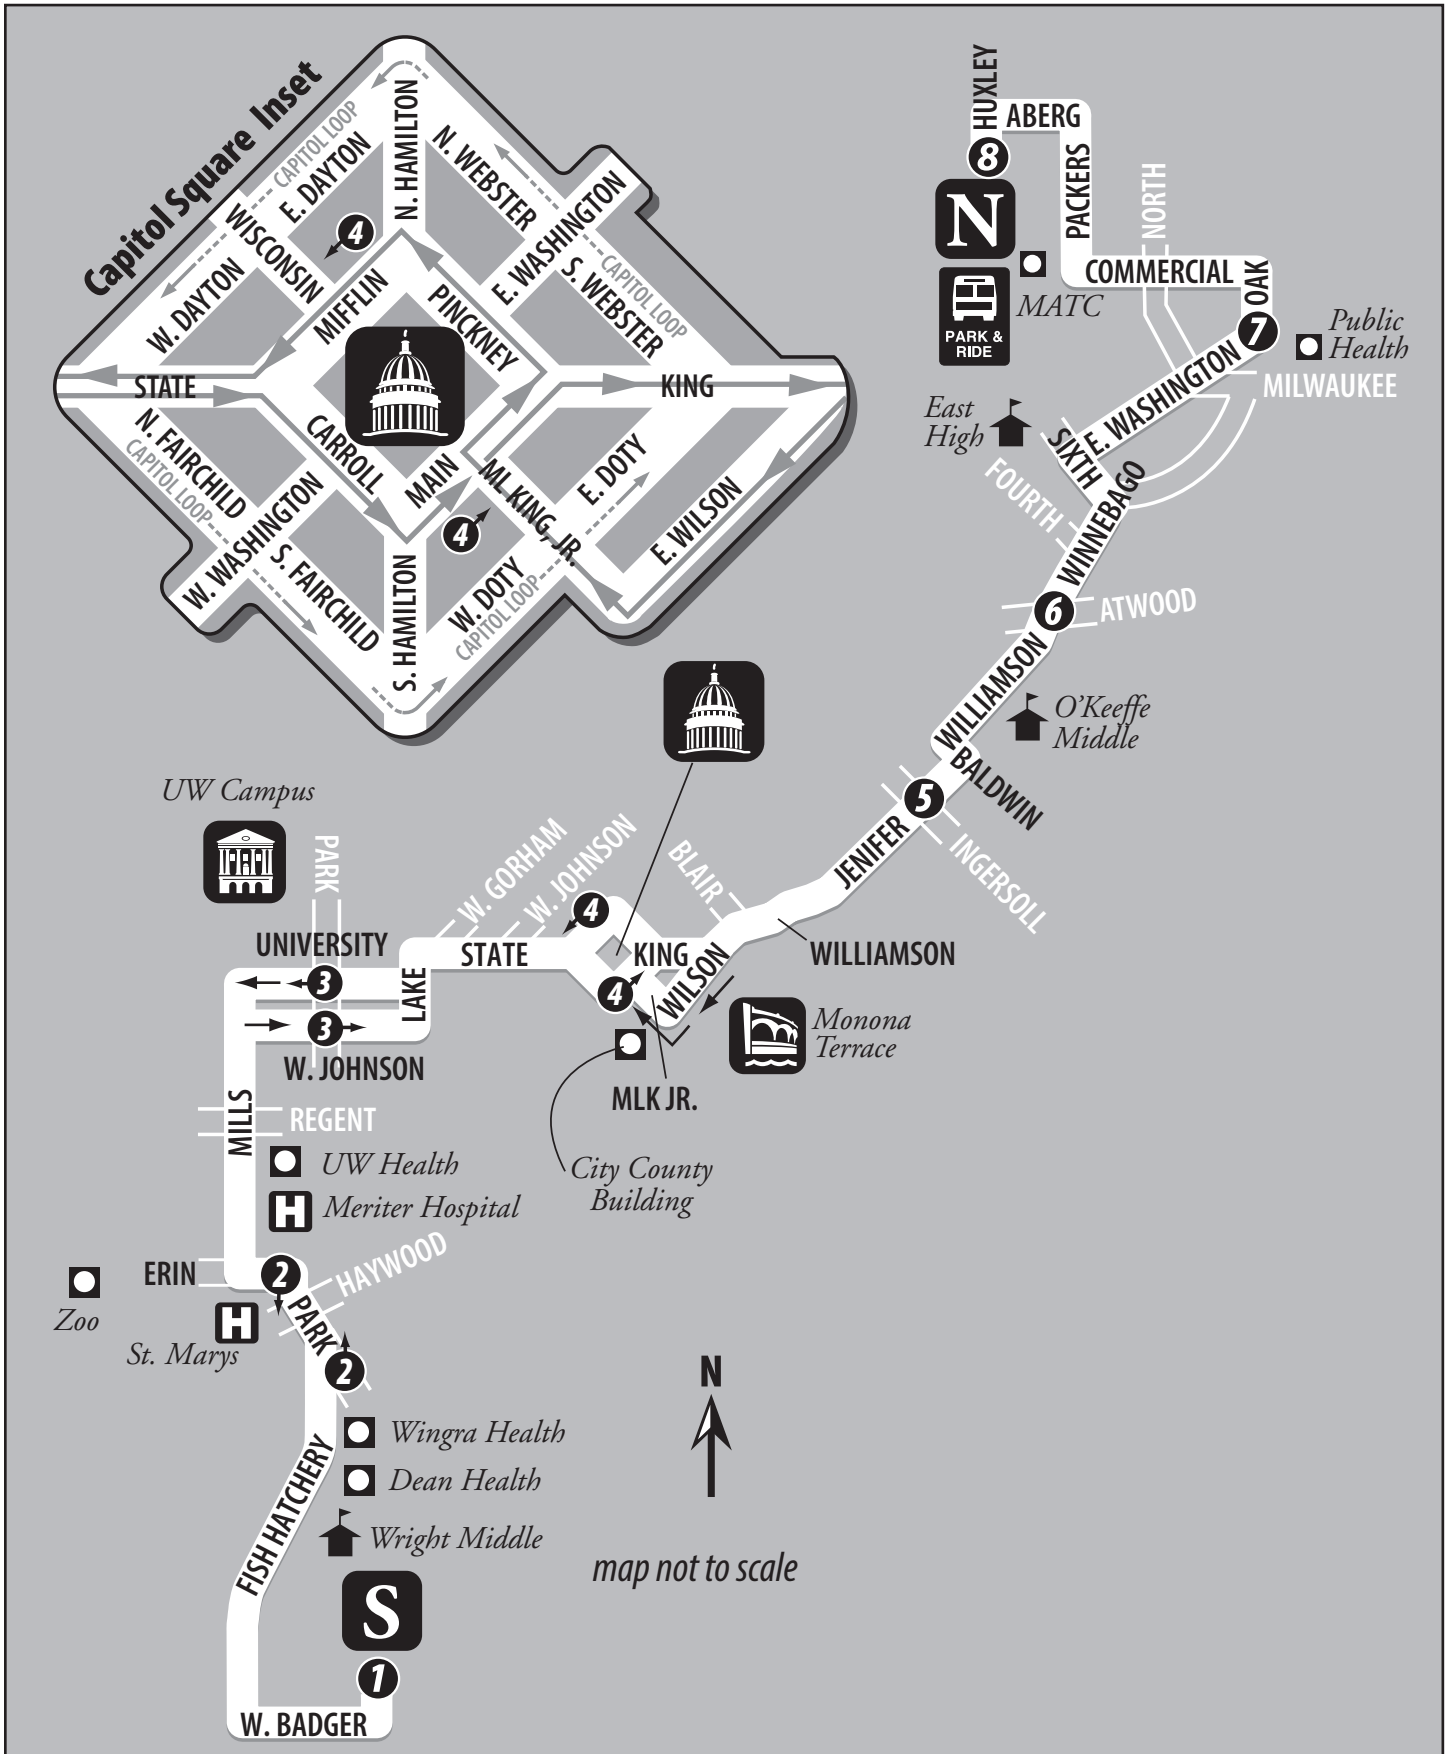 Capitol Square Inset
CAPITOL LOOP
E. DAYTON
N. HAMILTON
N. WEBSTER
E. WASHINGTON
WISCONSIN
4
W. DAYTON
MIFFLIN
PINCKNEY
S. WEBSTER
CAPITOL LOOP
STATE
KING
N. FAIRCHILD
CAPITOL LOOP
CARROLL
MAIN
ML KING, JR.
E. DOTY
E. WILSON
4
W. WASHINGTON
S. FAIRCHILD
S. HAMILTON
W. DOTY
CAPITOL LOOP
HUXLEY
ABERG
8
PACKERS
NORTH
N
PARK &
RIDE
MATC
COMMERCIAL
OAK
7
Public
Health
MILWAUKEE
E. WASHINGTON
East
High
SIXTH
FOURTH
WINNEBAGO
6
ATWOOD
WILLIAMSON
O'Keeffe
Middle
BALDWIN
5
INGERSOLL
JENIFER
UW Campus
PARK
W. GORHAM
W. JOHNSON
BLAIR
4
UNIVERSITY
STATE
KING
WILLIAMSON
3
LAKE
4
WILSON
3
W. JOHNSON
Monona
Terrace
MLK JR.
MILLS
REGENT
UW Health
City County
Building
H
Meriter Hospital
ERIN
2
HAYWOOD
Zoo
H
St. Marys
PARK
2
N
Wingra Health
Dean Health
FISH HATCHERY
Wright Middle
map not to scale
S
1
W. BADGER